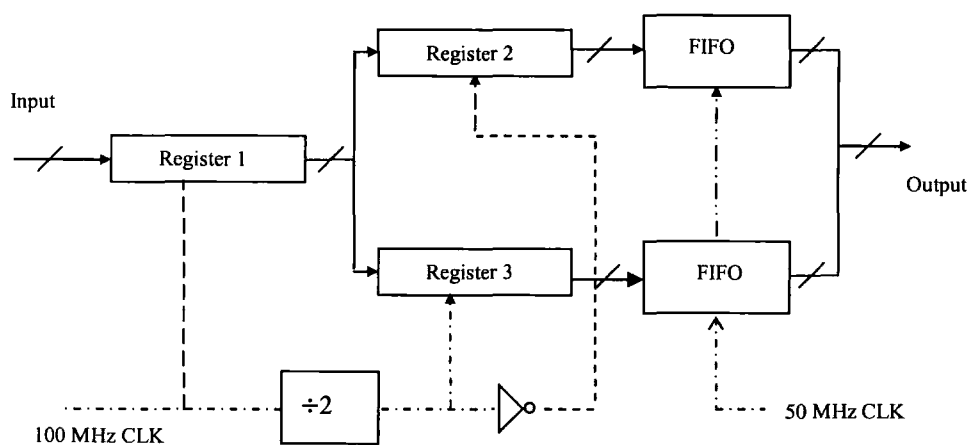 Register 2
FIFO
Input
Register 1
Output
Register 3
FIFO
÷2
100 MHz CLK
50 MHz CLK